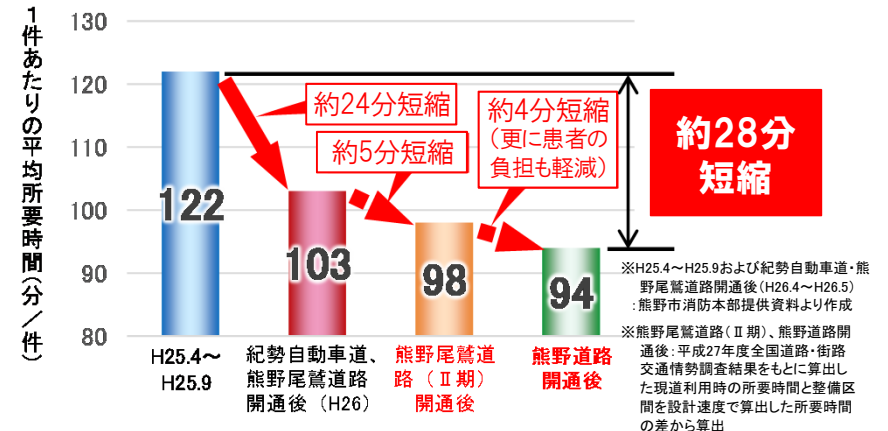 1件あたりの平均所要時間(分/件)
130
120
110
100
90
80
122
103
98
94
約24分短縮
約5分短縮
約4分短縮
(更に患者の
負担も軽減)
約28分
短縮
H25.4~
H25.9
紀勢自動車道、
熊野尾鷲道路
開通後(H26)
熊野尾鷲道
路(Ⅱ期)
開通後
熊野道路
開通後
※H25.4~H25.9および紀勢自動車道・熊
野尾鷲道路開通後(H26.4~H26.5)
:熊野市消防本部提供資料より作成
※熊野尾鷲道路(Ⅱ期)、熊野道路開
通後:平成27年度全国道路・街路
交通情勢調査結果をもとに算出し
た現道利用時の所要時間と整備区
間を設計速度で算出した所要時間
の差から算出